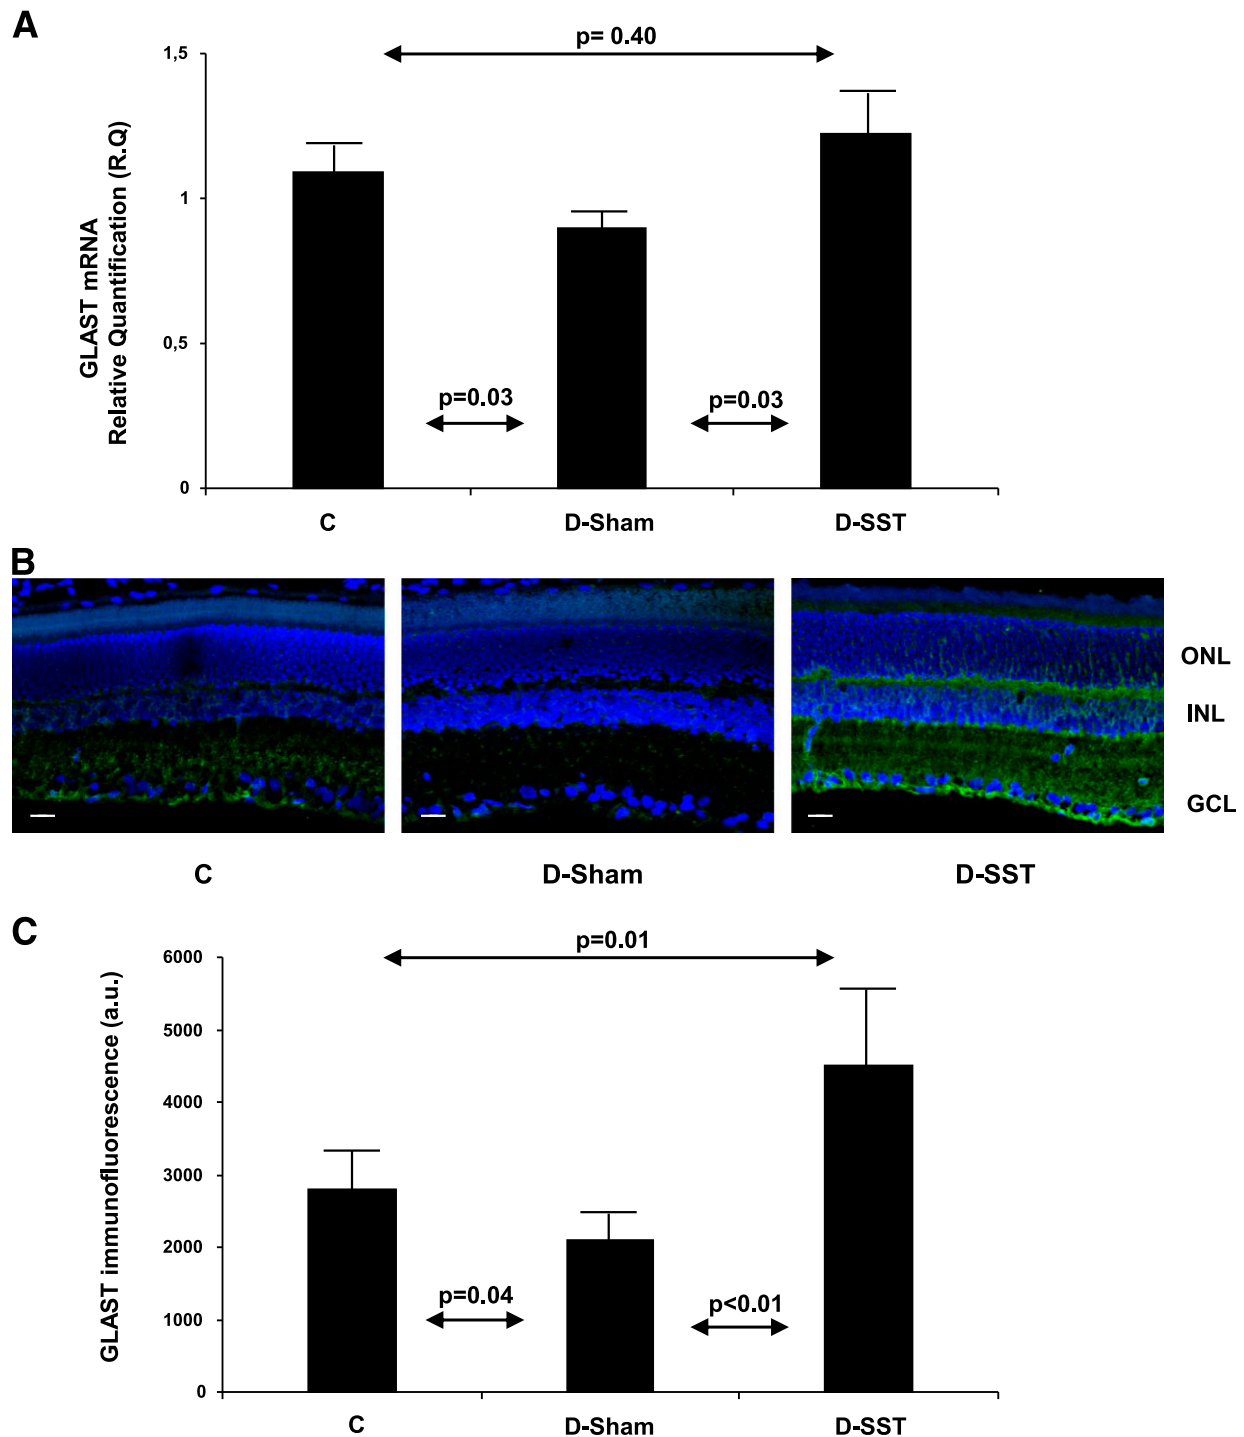 A
p= 0.40
1,5
1
0,5
0
GLAST mRNA
Relative Quantification (R.Q)
p=0.03
p=0.03
C
D-Sham
D-SST
B
ONL
INL
GCL
C
D-Sham
D-SST
C
p=0.01
6000
5000
4000
3000
2000
1000
0
GLAST immunofluorescence (a.u.)
p=0.04
p<0.01
C
D-Sham
D-SST